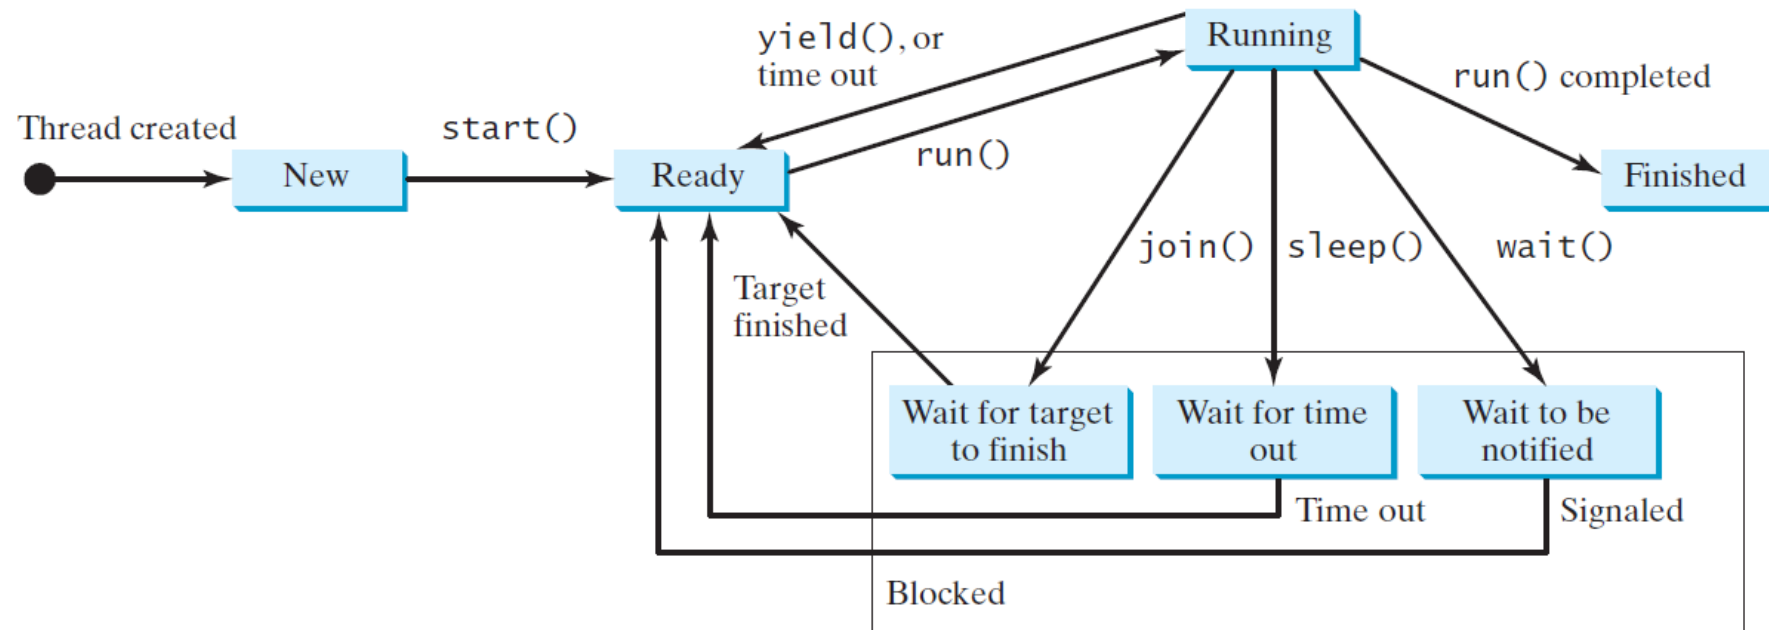 Running
yield(), or
time out
run() completed
Thread created
start()
run()
New
Ready
Finished
join()
sleep()
wait()
Target
finished
Wait for target
to finish
Wait for time
out
Wait to be
notified
Time out
Signaled
Blocked